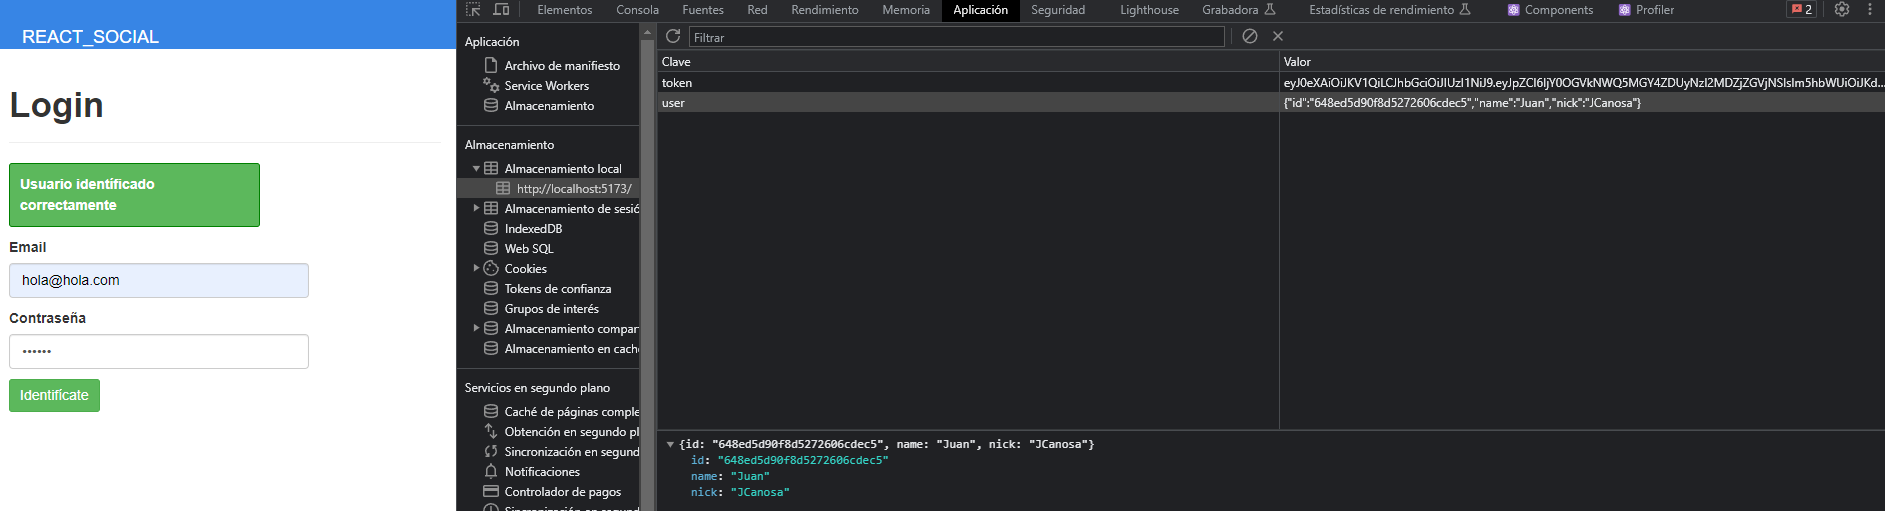 REACT_SOCIAL
Login
Usuario identíficado
correctamente
Email
hola@hola.com
Contraseña
••••••
Identifícate
Elementos Consola Fuentes Red Rendimiento Memoria Aplicación Seguridad Lighthouse Grabadora Estadísticas de rendimiento Components Profiler 2
Aplicación
Archivo de manifiesto
Service Workers
Almacenamiento
Almacenamiento
Almacenamiento local
http://localhost:5173/
Almacenamiento de sesió
IndexedDB
Web SQL
Cookies
Tokens de confianza
Grupos de interés
Almacenamiento compar
Almacenamiento en cach
Servicios en segundo plano
Caché de páginas comple
Obtención en segundo pl
Sincronización en segund
Notificaciones
Controlador de pagos
Sincronización en segund
Filtrar
Clave Valor
token
user {"id":"648ed5d90f8d5272606cdec5","name":"Juan","nick":"JCanosa"}
{id: "648ed5d90f8d5272606cdec5", name: "Juan", nick: "JCanosa"}
id: "648ed5d90f8d5272606cdec5"
name: "Juan"
nick: "JCanosa"